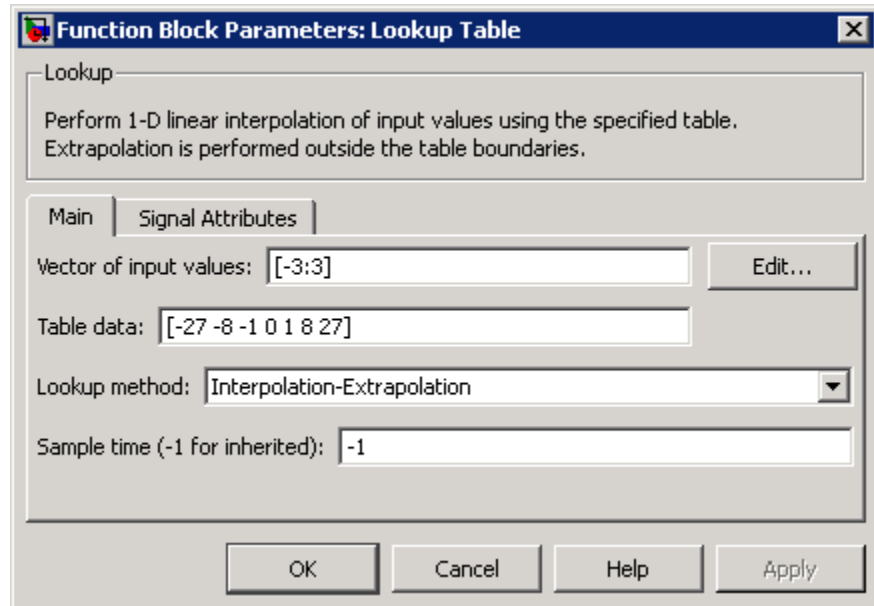 Function Block Parameters: Lookup Table
Lookup
Perform 1-D linear interpolation of input values using the specified table.
Extrapolation is performed outside the table boundaries.
Main Signal Attributes
Vector of input values: [-3:3] Edit...
Table data: [-27 -8 -1 0 1 8 27]
Lookup method: Interpolation-Extrapolation
Sample time (-1 for inherited): -1
OK Cancel Help Apply